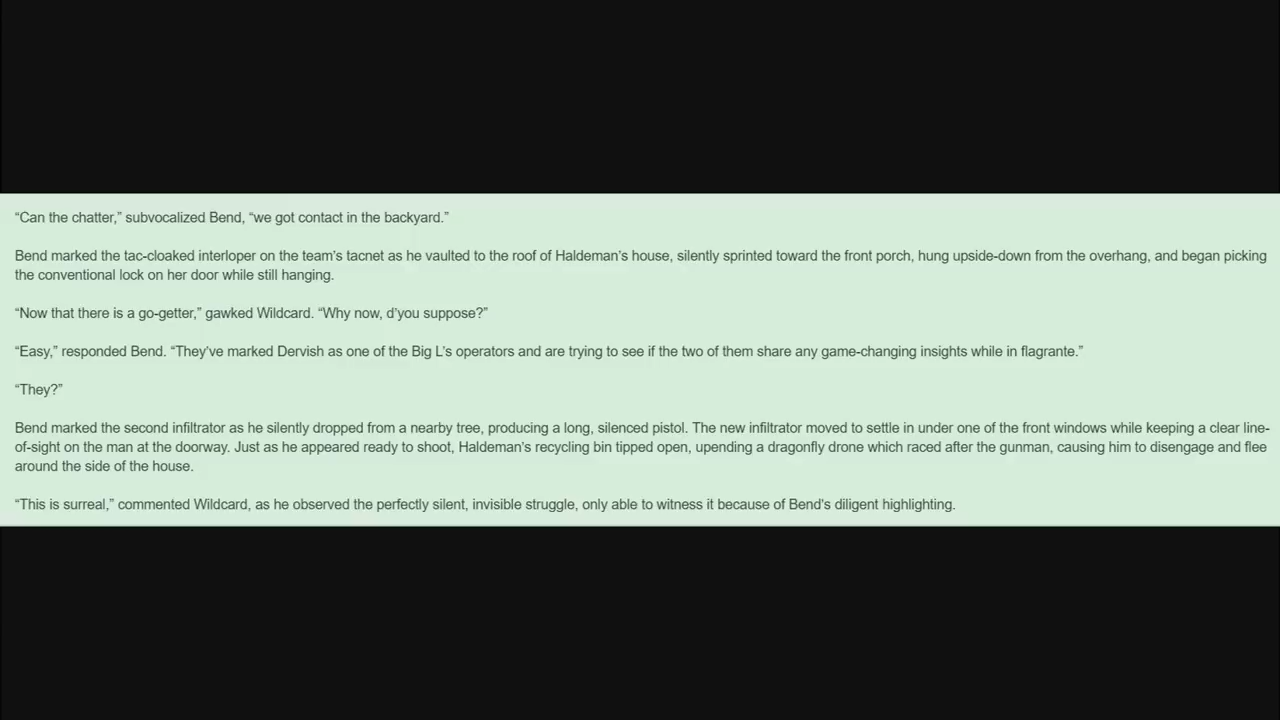 “Can the chatter,” subvocalized Bend, “we got contact in the backyard.”
Bend marked the tac-cloaked interloper on the team’s tacnet as he vaulted to the roof of Haldeman’s house, silently sprinted toward the front porch, hung upside-down from the overhang, and began picking
the conventional lock on her door while still hanging.
“Now that there is a go-getter,” gawked Wildcard. “Why now, d’you suppose?”
“Easy,” responded Bend. “They’ve marked Dervish as one of the Big L’s operators and are trying to see if the two of them share any game-changing insights while in flagrante.”
“They?”
Bend marked the second infiltrator as he silently dropped from a nearby tree, producing a long, silenced pistol. The new infiltrator moved to settle in under one of the front windows while keeping a clear line-
of-sight on the man at the doorway. Just as he appeared ready to shoot, Haldeman’s recycling bin tipped open, upending a dragonfly drone which raced after the gunman, causing him to disengage and flee
around the side of the house.
“This is surreal,” commented Wildcard, as he observed the perfectly silent, invisible struggle, only able to witness it because of Bend's diligent highlighting.